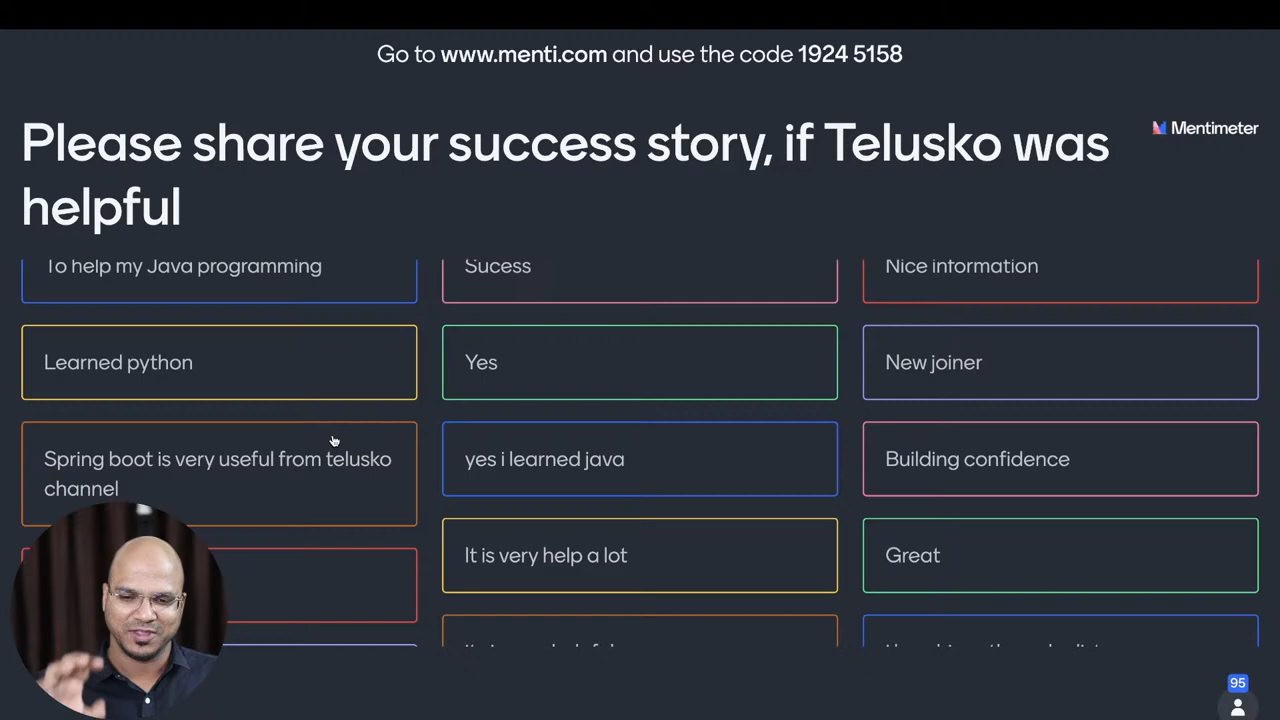 Go to www.menti.com and use the code 1924 5158
Please share your success story, if Telusko was
helpful
Mentimeter
To help my Java programming
Sucess
Nice information
Learned python
Yes
New joiner
Spring boot is very useful from telusko
channel
yes i learned java
Building confidence
It is very help a lot
Great
95